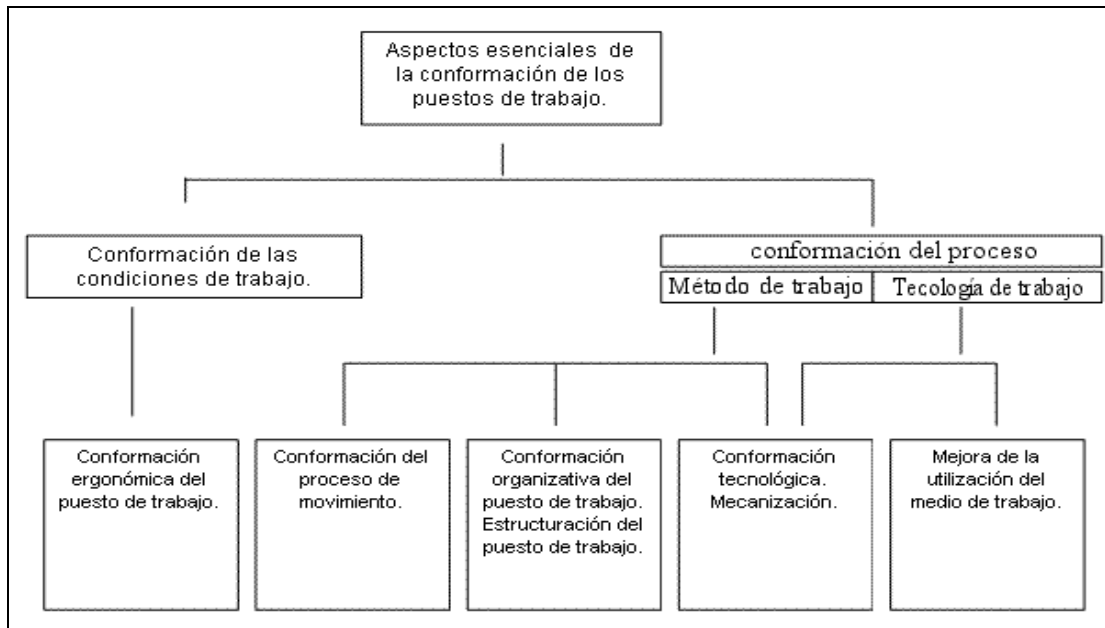 Aspectos esenciales de
la conformación de los
puestos de trabajo.
Conformación de las
condiciones de trabajo.
conformación del proceso
Método de trabajo
Tecología de trabajo
Conformación
ergonómica del
puesto de trabajo.
Conformación del
proceso de
movimiento.
Conformación
organizativa del
puesto de trabajo.
Estructuración del
puesto de trabajo.
Conformación
tecnológica.
Mecanización.
Mejora de la
utilización del
medio de trabajo.